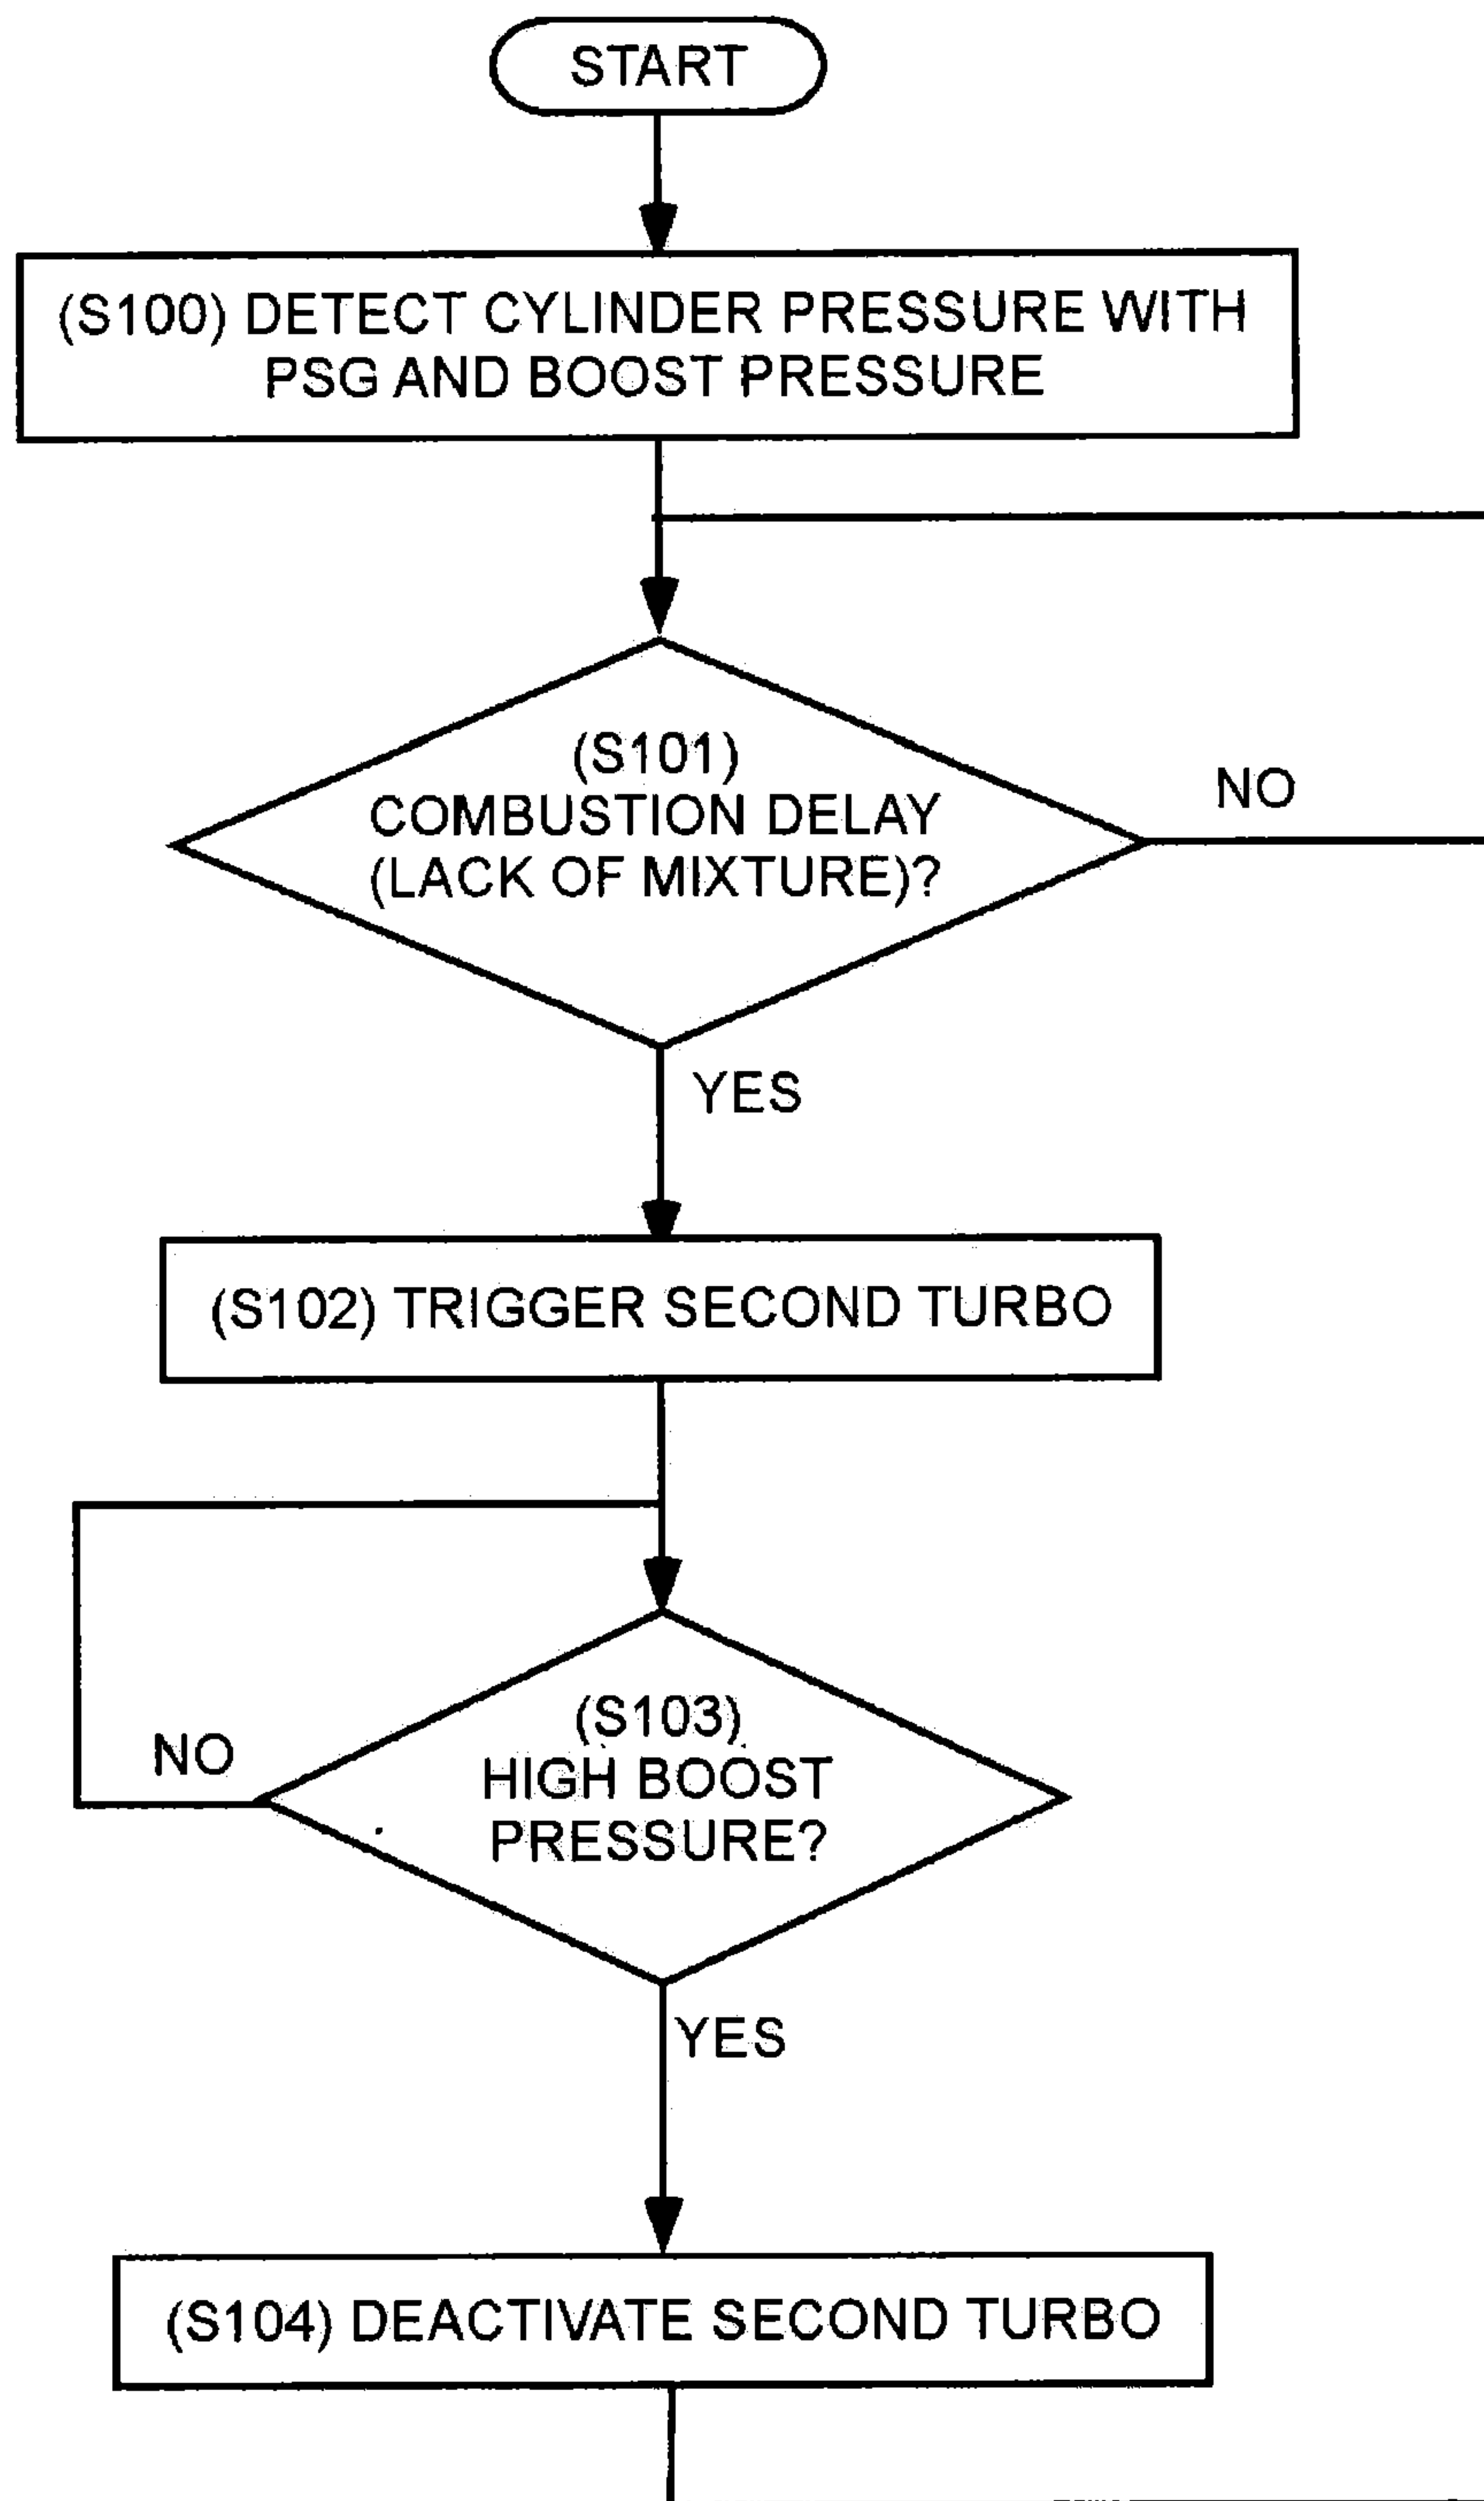 START
(S100) DETECT CYLINDER PRESSURE WITH
PSG AND BOOST PRESSURE
(S101)
COMBUSTION DELAY
(LACK OF MIXTURE)?
NO
YES
(S102) TRIGGER SECOND TURBO
(S103)
HIGH BOOST
PRESSURE?
NO
YES
(S104) DEACTIVATE SECOND TURBO